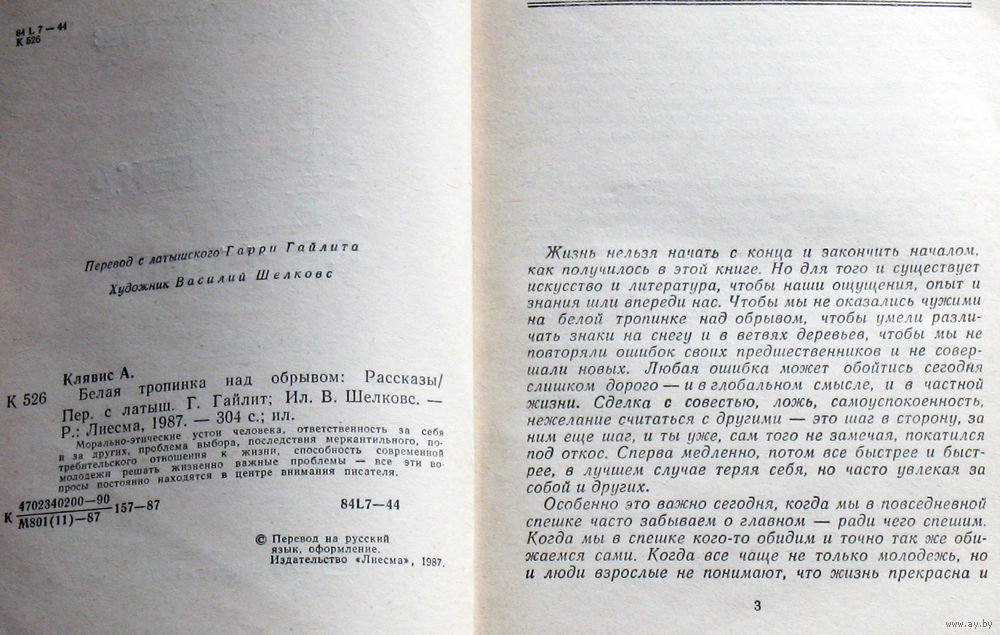 84 L 7—44
К 526
Перевод с латышского Гарри Гайлита
Художник Василий Шелковс
Клявис А.
К 526
Белая тропинка над обрывом: Рассказы/
Пер. с латыш. Г. Гайлит; Ил. В. Шелковс. —
Р.: Лиесма, 1987. — 304 с.; ил.
Морально-этические устои человека, ответственность за себя
и за других, проблема выбора, последствия меркантильного, по-
требительского отношения к жизни, способность современной
молодежи решать жизненно важные проблемы — все эти во-
просы постоянно находятся в центре внимания писателя.
К 4702340200—90
М801(11)—87
157—87
84L7—44
© Перевод на русский
язык, оформление.
Издательство «Лиесма», 1987.
Жизнь нельзя начать с конца и закончить началом,
как получилось в этой книге. Но для того и существует
искусство и литература, чтобы наши ощущения, опыт и
знания шли впереди нас. Чтобы мы не оказались чужими
на белой тропинке над обрывом, чтобы умели разли-
чать знаки на снегу и в ветвях деревьев, чтобы мы не
повторяли ошибок своих предшественников и не совер-
шали новых. Любая ошибка может обойтись сегодня
слишком дорого — и в глобальном смысле, и в частной
жизни. Сделка с совестью, ложь, самоуспокоенность,
нежелание считаться с другими — это шаг в сторону, за
ним еще шаг, и ты уже, сам того не замечая, покатился
под откос. Сперва медленно, потом все быстрее и быст-
рее, в лучшем случае теряя себя, но часто увлекая за
собой и других.
Особенно это важно сегодня, когда мы в повседневной
спешке часто забываем о главном — ради чего спешим.
Когда мы в спешке кого-то обидим и точно так же оби-
жаемся сами. Когда все чаще не только молодежь, но
и люди взрослые не понимают, что жизнь прекрасна и
3
www.ay.by